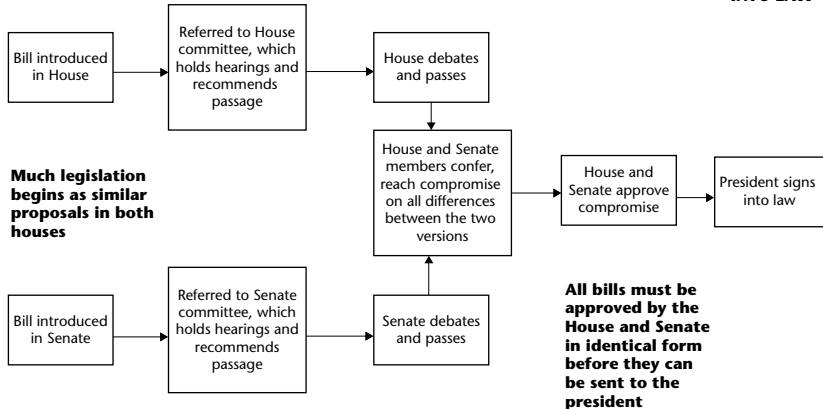 Bill introduced
in House
Referred to House
committee, which
holds hearings and
recommends
passage
House debates
and passes
House and Senate
members confer,
reach compromise
on all differences
between the two
versions
House and
Senate approve
compromise
President signs
into law
Much legislation
begins as similar
proposals in both
houses
Bill introduced
in Senate
Referred to Senate
committee, which
holds hearings and
recommends
passage
Senate debates
and passes
All bills must be
approved by the
House and Senate
in identical form
before they can
be sent to the
president